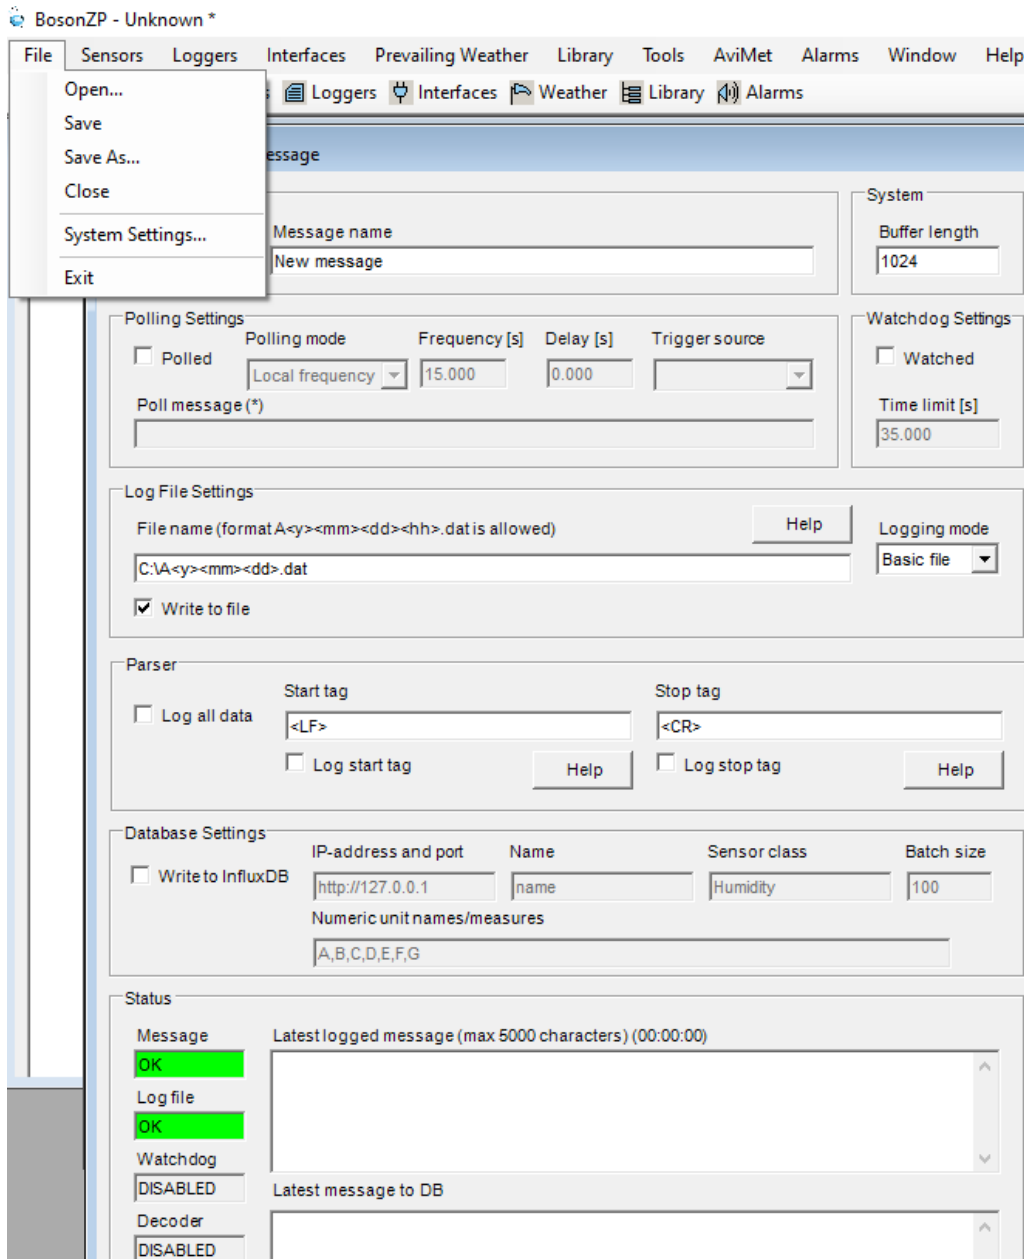 BosonZP - Unknown *
File Sensors Loggers Interfaces Prevailing Weather Library Tools AviMet Alarms Window Help
Open...
Save
Save As...
Close
System Settings...
Exit
Loggers Interfaces Weather Library Alarms
essage
Message name
New message
System
Buffer length
1024
Polling Settings
Polling mode Frequency [s] Delay [s] Trigger source
Polled
Local frequency 15.000 0.000
Poll message (*)
Watchdog Settings
Watched
Time limit [s]
35.000
Log File Settings
File name (format A<y><mm><dd><hh>.dat is allowed)
Help
Logging mode
C:\A<y><mm><dd>.dat
Basic file
Write to file
Parser
Start tag Stop tag
Log all data
<LF> <CR>
Log start tag Help Log stop tag Help
Database Settings
IP-address and port Name Sensor class Batch size
Write to InfluxDB
http://127.0.0.1 name Humidity 100
Numeric unit names/measures
A,B,C,D,E,F,G
Status
Message
OK
Latest logged message (max 5000 characters) (00:00:00)
Log file
OK
Watchdog
DISABLED
Latest message to DB
Decoder
DISABLED